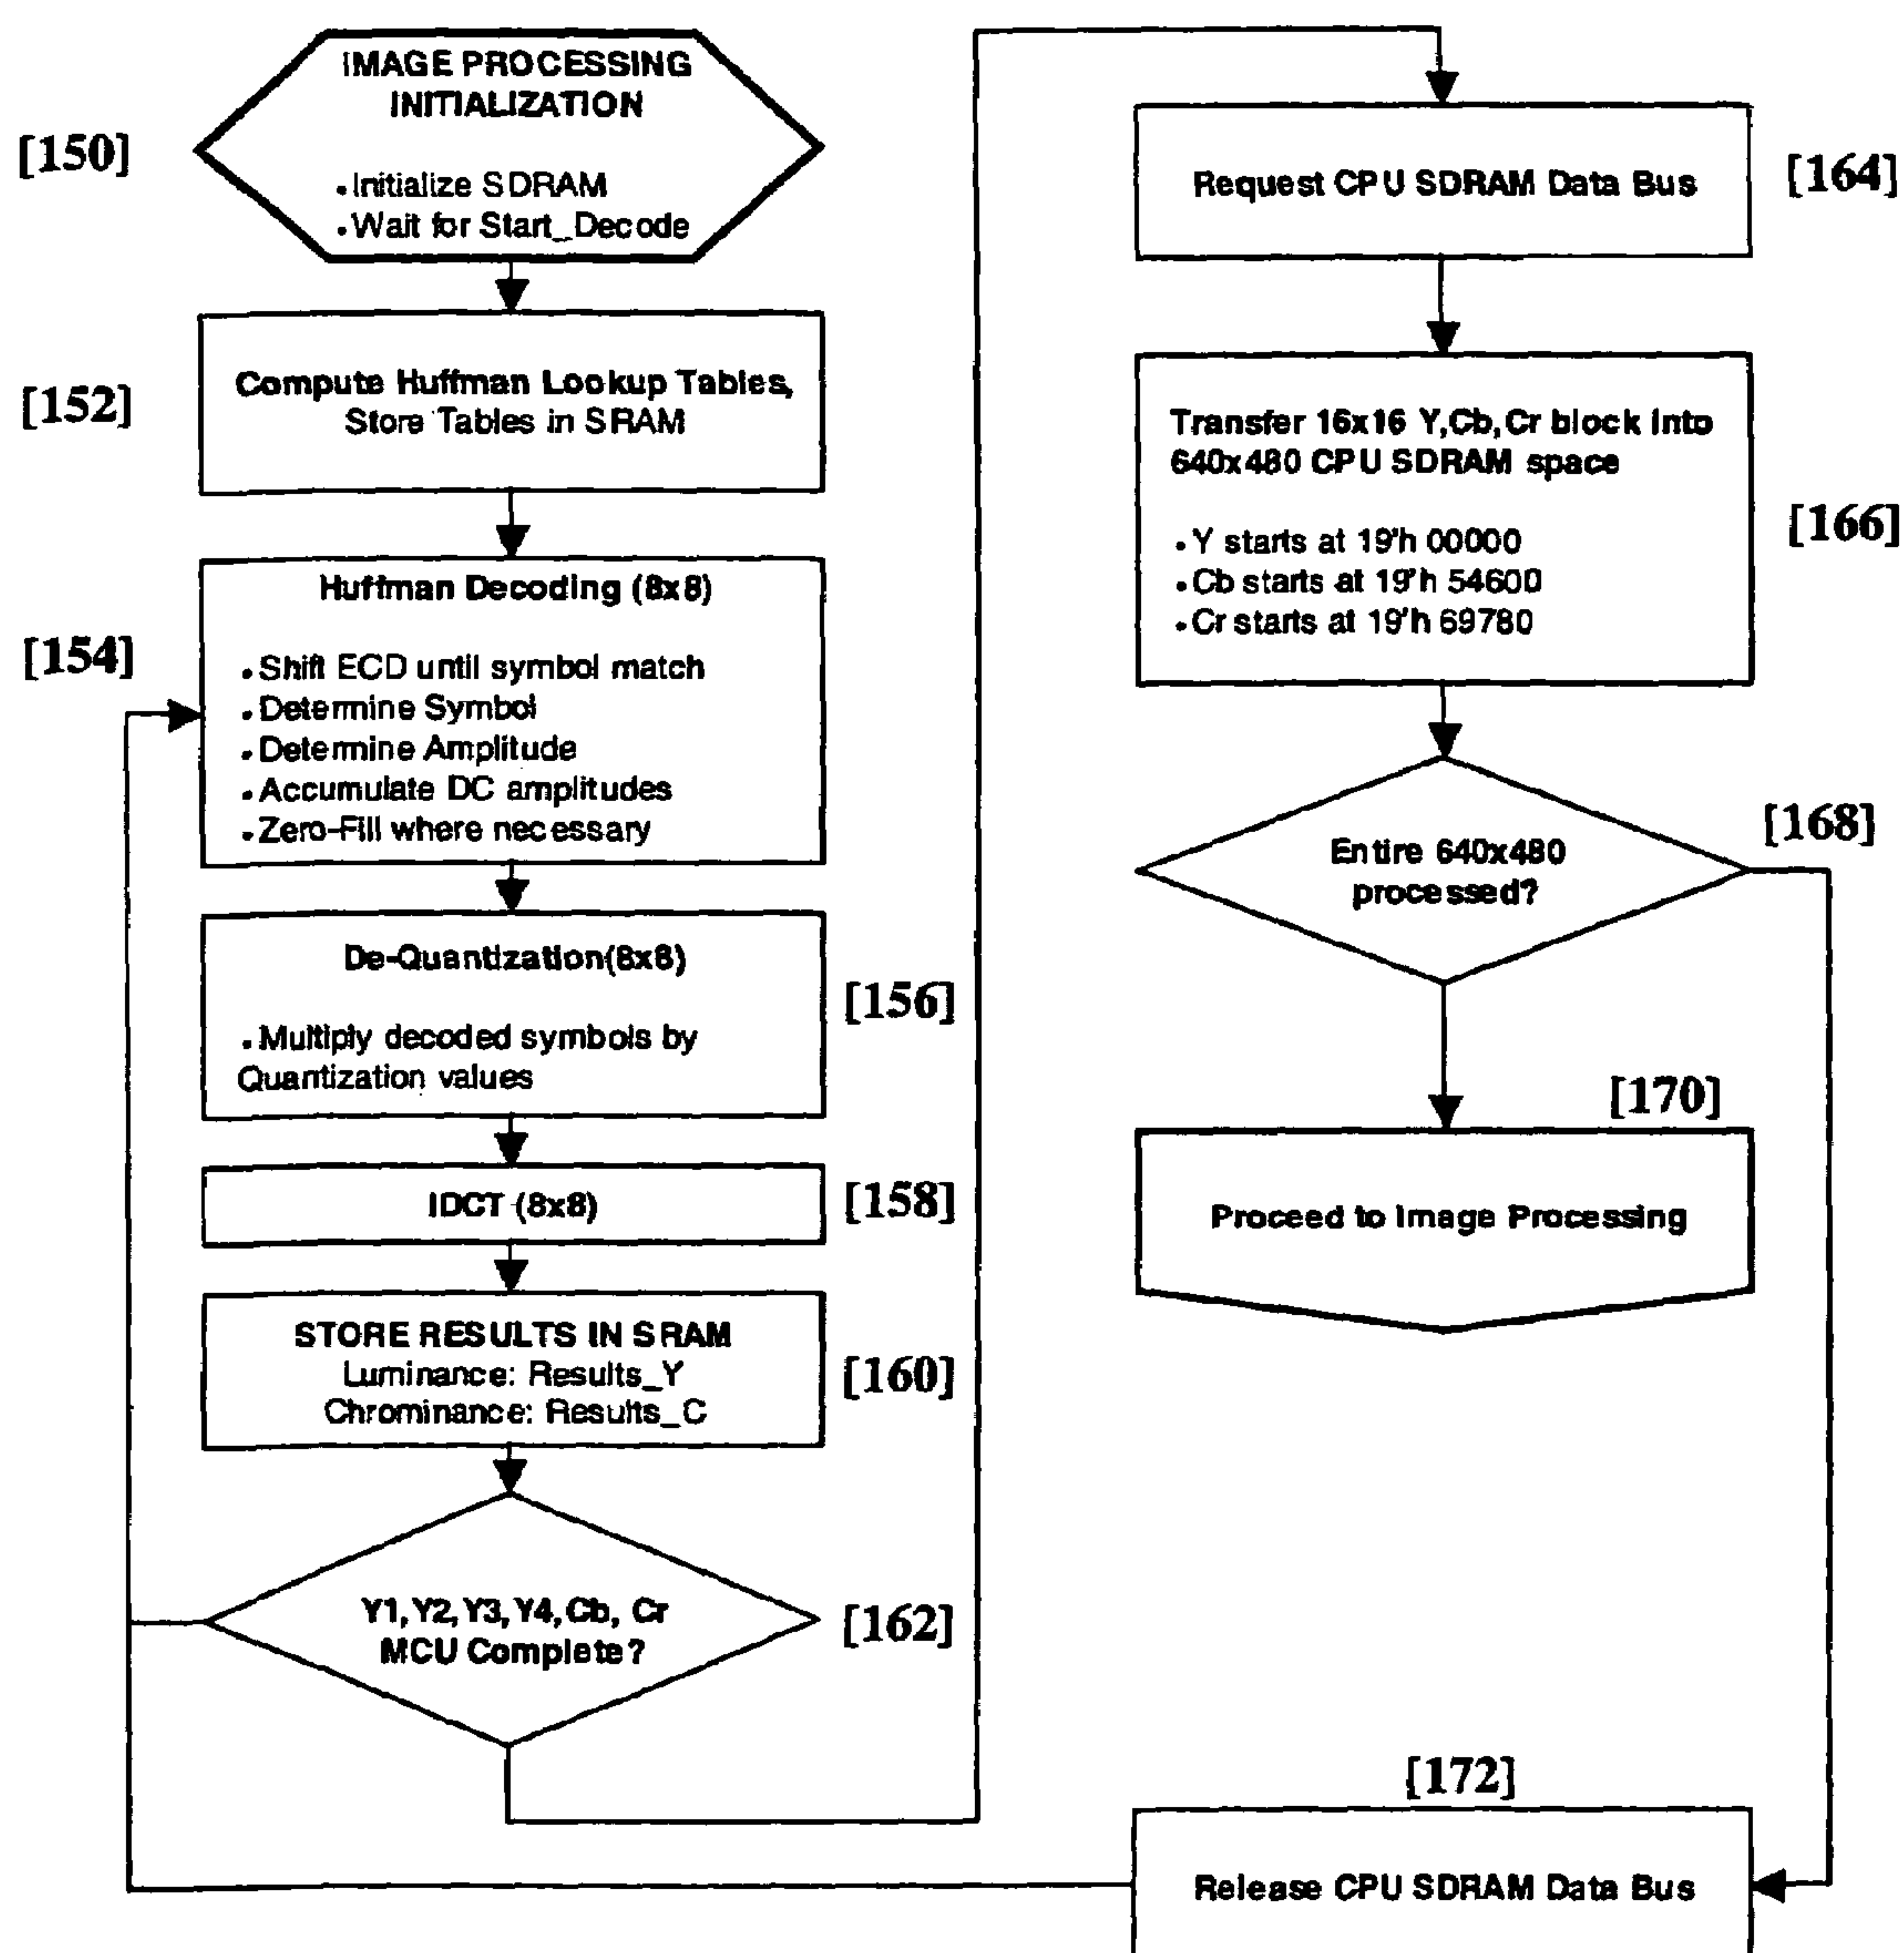 IMAGE PROCESSING
INITIALIZATION
[150]
•Initialize SDRAM
•Wait for Start_Decode
[152]
Compute Huffman Lookup Tables,
Store Tables in SRAM
[154]
Huffman Decoding (8x8)
•Shift ECD until symbol match
•Determine Symbol
•Determine Amplitude
•Accumulate DC amplitudes
•Zero-Fill where necessary
De-Quantization(8x8)
[156]
•Multiply decoded symbols by
Quantization values
IDCT (8x8)
[158]
STORE RESULTS IN SRAM
Luminance: Results_Y
Chrominance: Results_C
[160]
Y1,Y2,Y3,Y4,Cb, Cr
MCU Complete?
[162]
Request CPU SDRAM Data Bus
[164]
Transfer 16x16 Y,Cb,Cr block into
640x480 CPU SDRAM space
[166]
•Y starts at 19'h 00000
•Cb starts at 19'h 54600
•Cr starts at 19'h 69780
[168]
Entire 640x480
processed?
[170]
Proceed to Image Processing
[172]
Release CPU SDRAM Data Bus